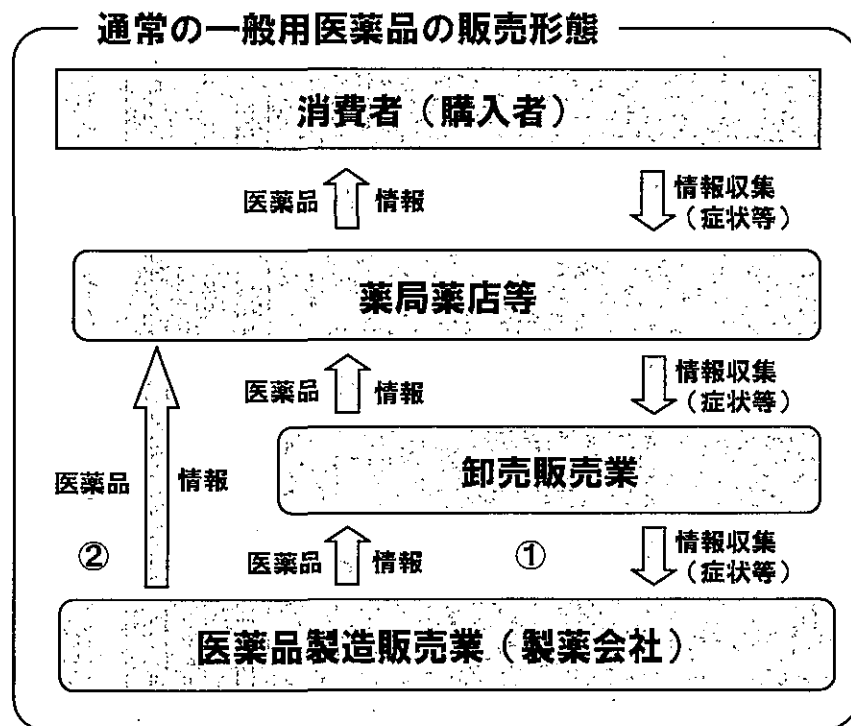 通常の一般用医薬品の販売形態
消費者(購入者)
医薬品 情報
情報収集
(症状等)
薬局薬店等
医薬品 情報
情報収集
(症状等)
卸売販売業
医薬品 情報
② 医薬品 情報 ① 情報収集
(症状等)
医薬品製造販売業(製薬会社)